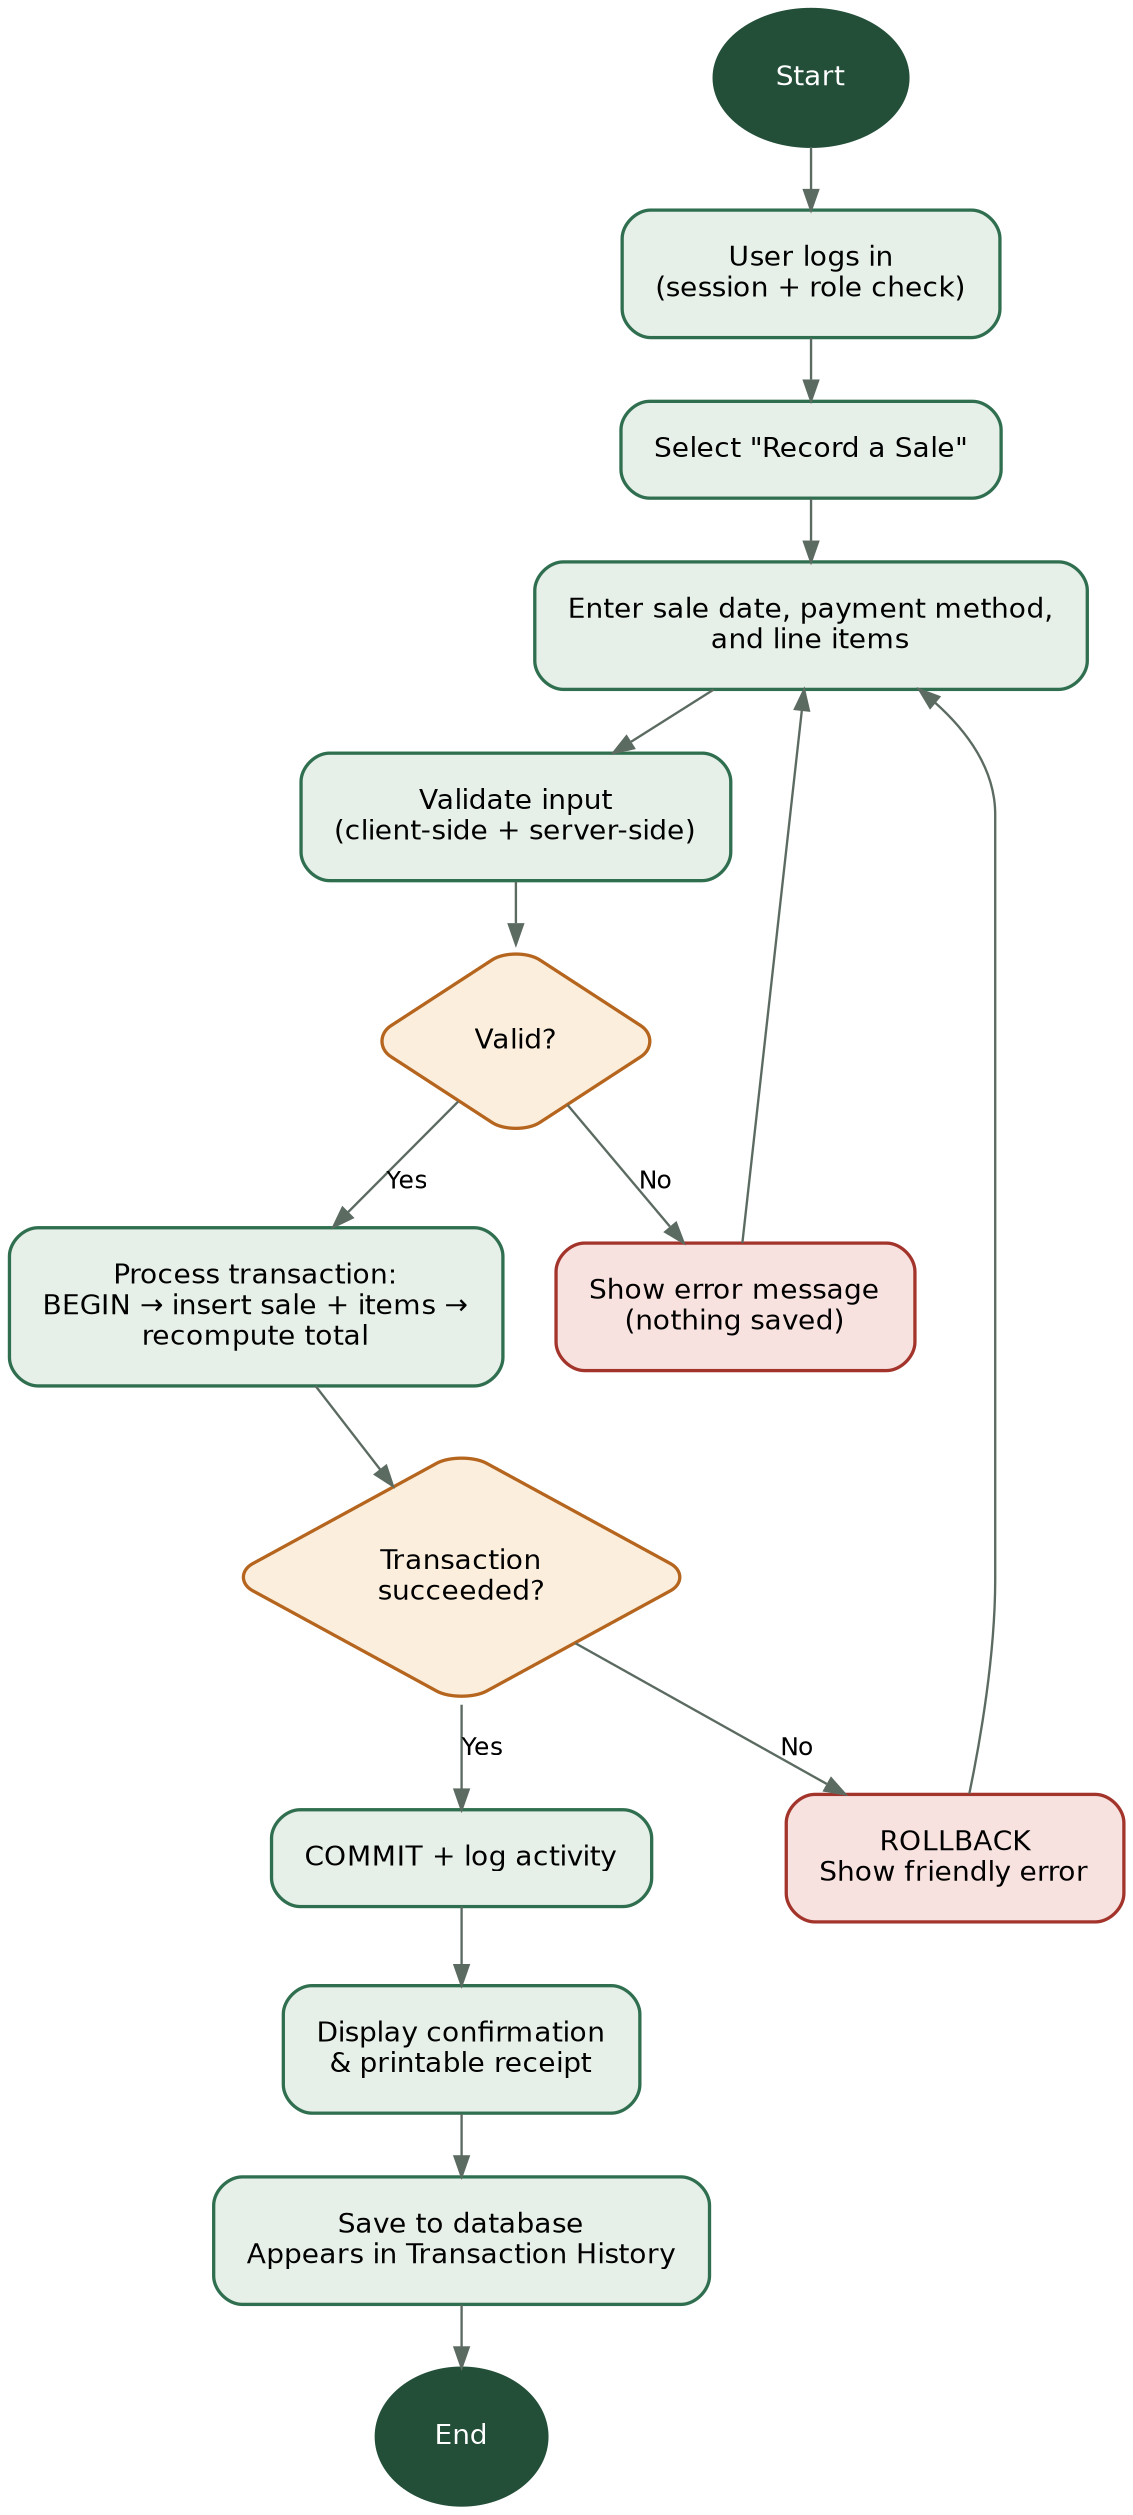 Start
User logs in
(session + role check)
Select "Record a Sale"
Enter sale date, payment method,
and line items
Validate input
(client-side + server-side)
Valid?
Yes
No
Process transaction:
BEGIN → insert sale + items →
recompute total
Show error message
(nothing saved)
Transaction
succeeded?
Yes
No
COMMIT + log activity
ROLLBACK
Show friendly error
Display confirmation
& printable receipt
Save to database
Appears in Transaction History
End